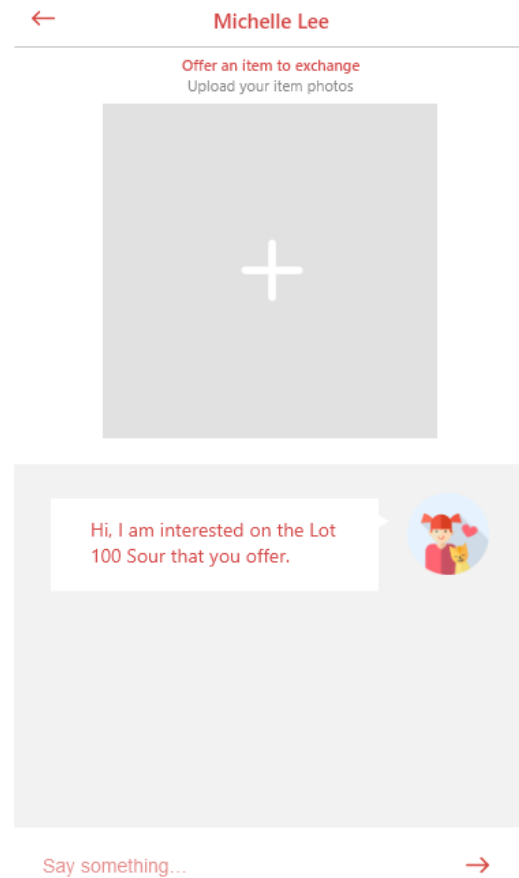 Michelle Lee
Offer an item to exchange
Upload your item photos
Hi, I am interested on the Lot
100 Sour that you offer.
Say something...